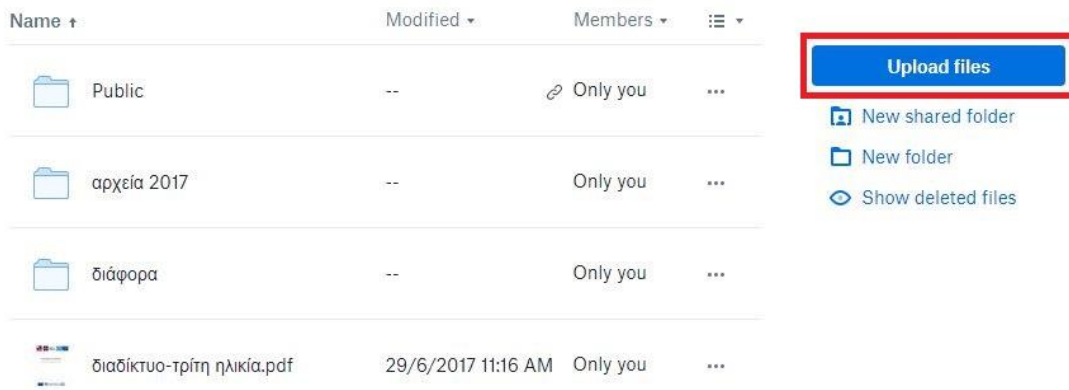 Name Modified Members
Upload files
Public -- Only you
New shared folder
New folder
αρχεία 2017 -- Only you
Show deleted files
διάφορα -- Only you
διαδίκτυο-τρίτη ηλικία.pdf 29/6/2017 11:16 AM Only you